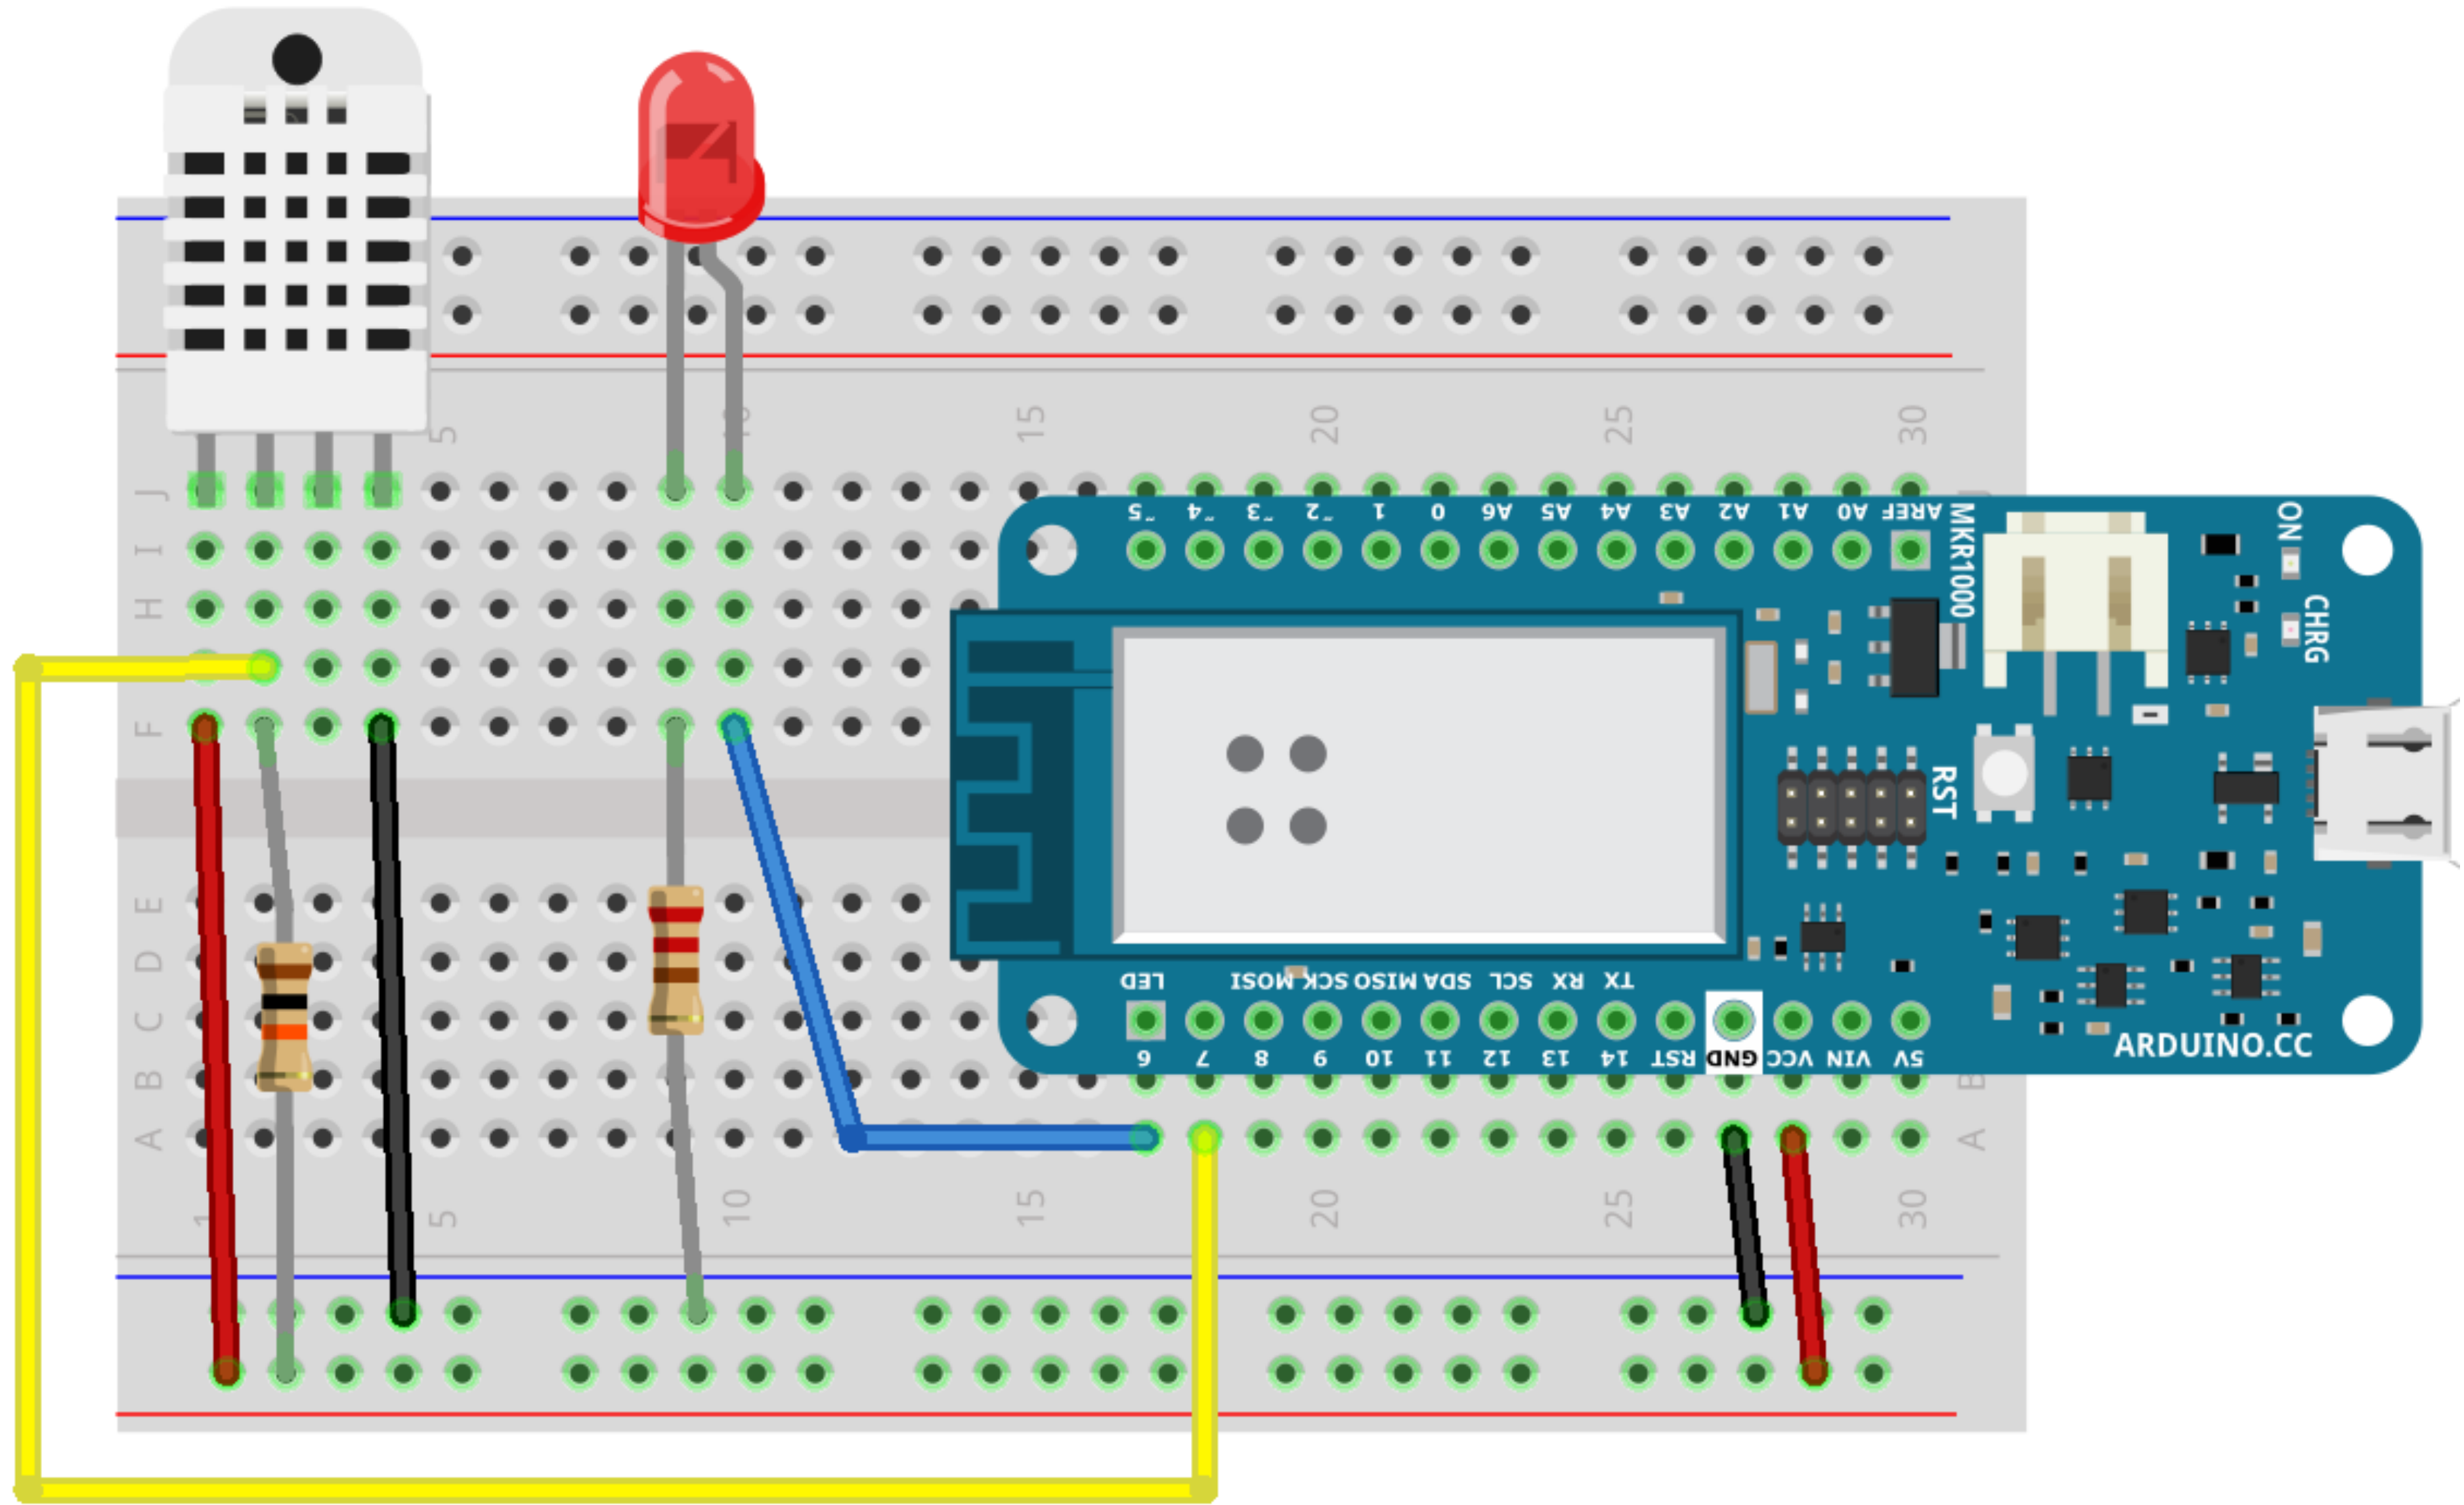 5 10 15 20 25 30
J
~5 ~4 ~3 ~2 1 0 A6 A5 A4 A3 A2 A1 A0 AREF
MKR1000
ON
I
H
CHRG
F
RST
E
D
LED MOSI SCK MISO SDA SCL RX TX
C
6 7 8 9 10 11 12 13 14 RST GND VCC VIN 5V
ARDUINO.CC
B B
A A
1 5 10 15 20 25 30